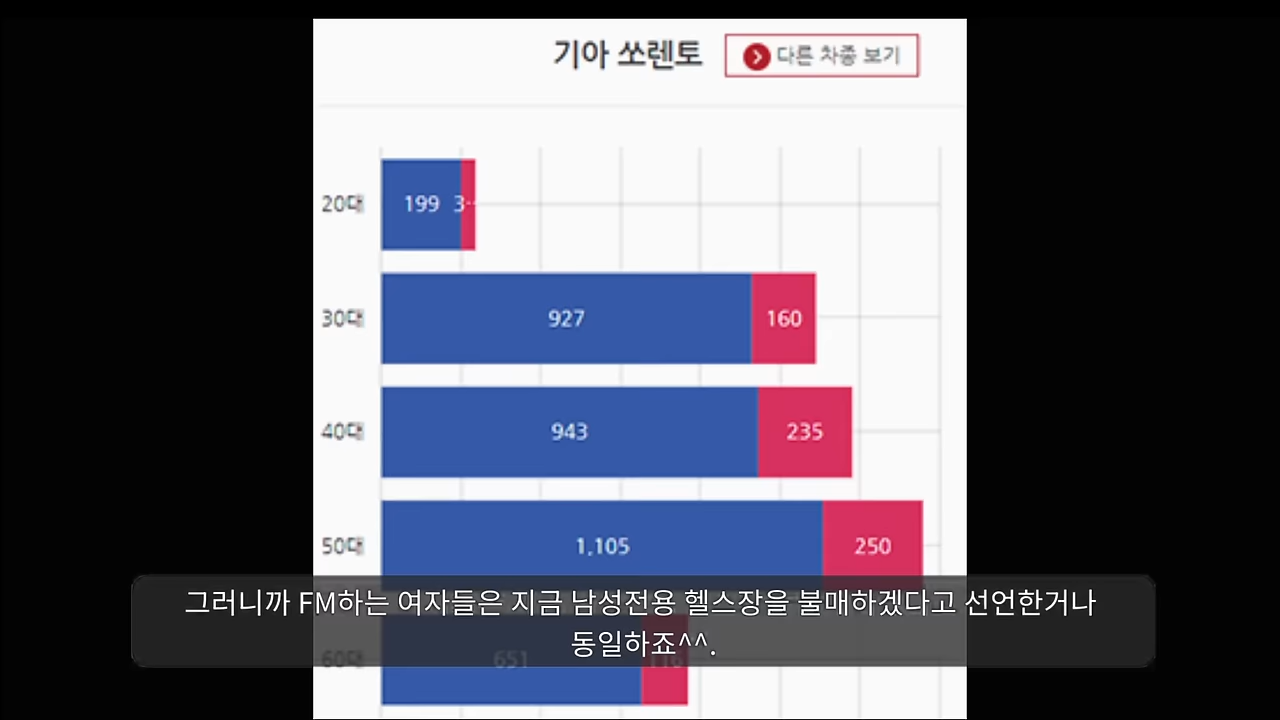 기아 쏘렌토
다른 차종 보기
20대 199 3··
30대 927 160
40대 943 235
50대 1,105 250
그러니까 FM하는 여자들은 지금 남성전용 헬스장을 불매하겠다고 선언한거나
동일하죠^^.
60대 651